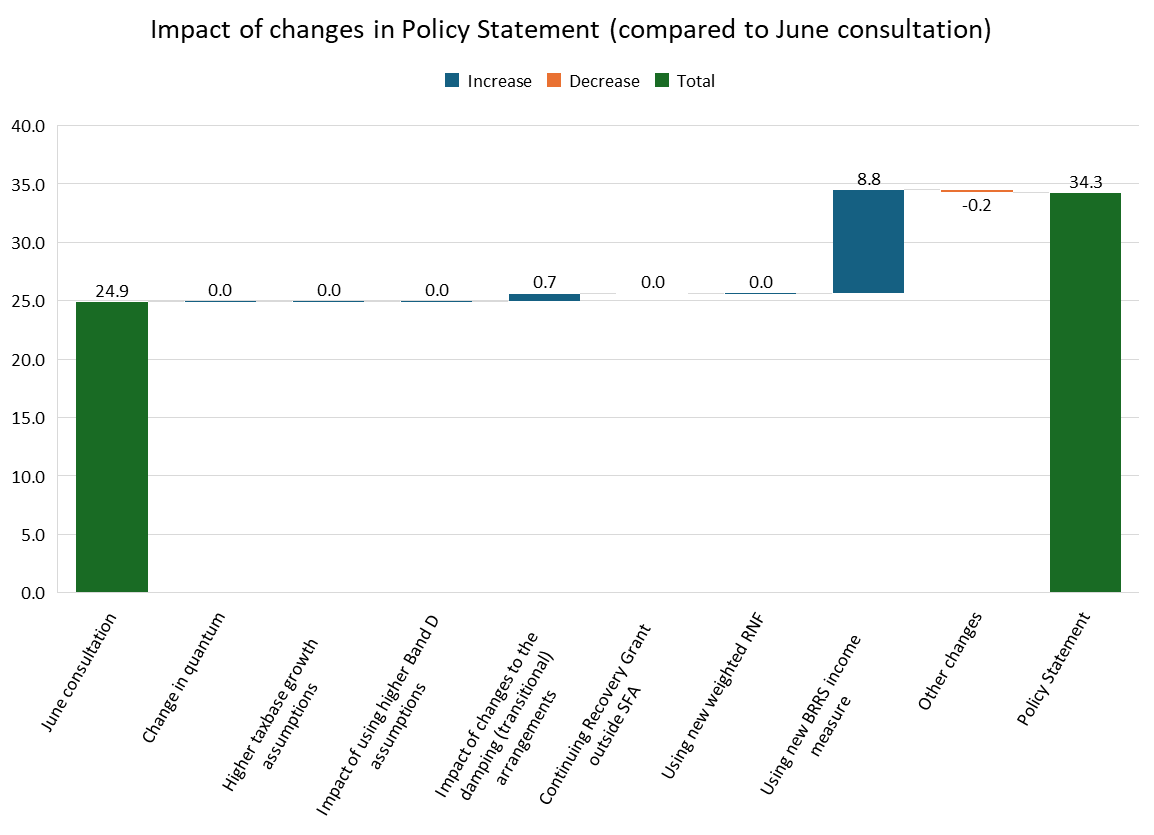 Impact of changes in Policy Statement (compared to June consultation)
Increase Decrease Total
40.0
35.0
30.0
25.0
20.0
15.0
10.0
5.0
0.0
24.9
0.0
0.0
0.0
0.7
0.0
0.0
8.8
-0.2
34.3
June consultation
Change in quantum
Higher taxbase growth
assumptions
Impact of using higher Band D
assumptions
Impact of changes to the
damping (transitional)
arrangements
Continuing Recovery Grant
outside SFA
Using new weighted RNF
Using new BRRS income
measure
Other changes
Policy Statement